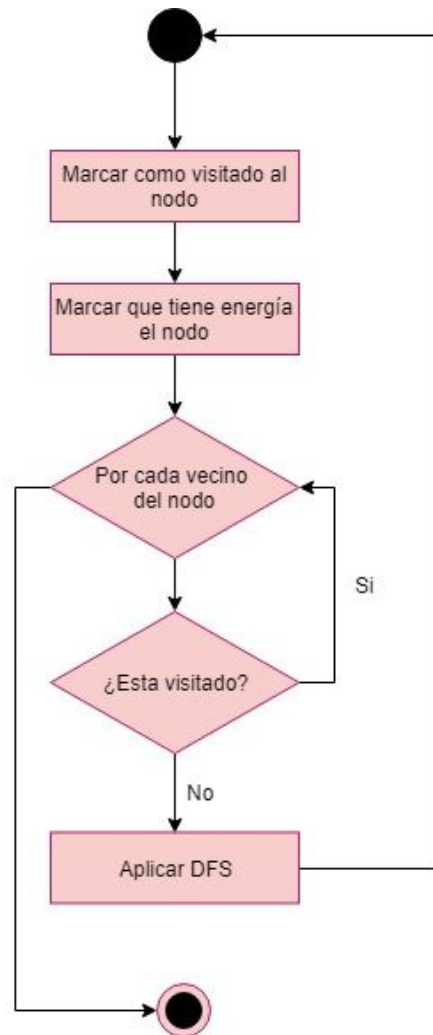 Marcar como visitado al
nodo
Marcar que tiene energía
el nodo
Por cada vecino
del nodo
Si
¿Esta visitado?
No
Aplicar DFS